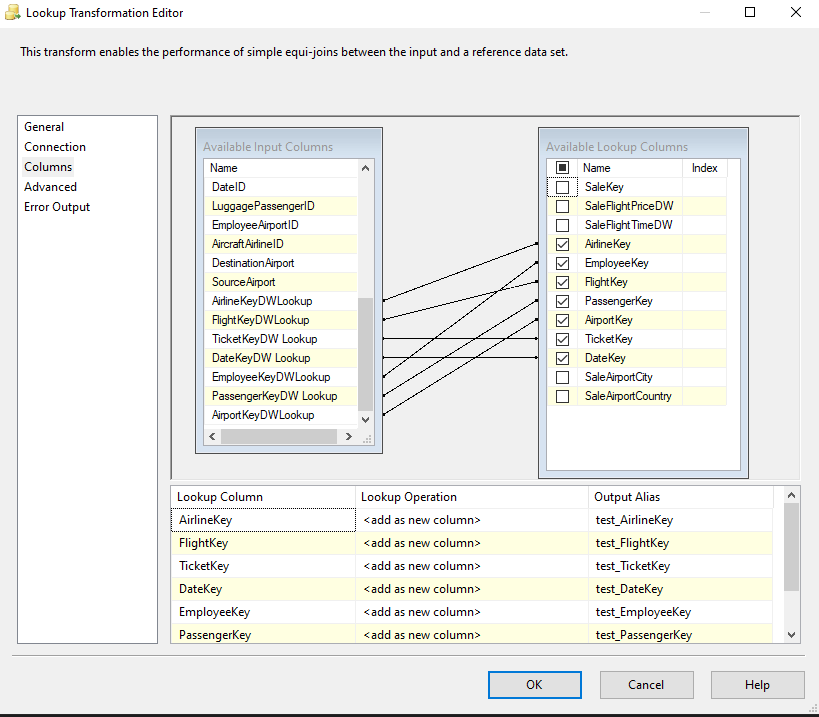 Lookup Transformation Editor
This transform enables the performance of simple equi-joins between the input and a reference data set.
General
Connection
Columns
Advanced
Error Output
Available Input Columns
Name
DateID
LuggagePassengerID
EmployeeAirportID
AircraftAirlineID
DestinationAirport
SourceAirport
AirlineKeyDWLookup
FlightKeyDWLookup
TicketKeyDW Lookup
DateKeyDW Lookup
EmployeeKeyDWLookup
PassengerKeyDW Lookup
AirportKeyDWLookup
Available Lookup Columns
Name Index
SaleKey
SaleFlightPriceDW
SaleFlightTimeDW
AirlineKey
EmployeeKey
FlightKey
PassengerKey
AirportKey
TicketKey
DateKey
SaleAirportCity
SaleAirportCountry
Lookup Column Lookup Operation Output Alias
AirlineKey <add as new column> test_AirlineKey
FlightKey <add as new column> test_FlightKey
TicketKey <add as new column> test_TicketKey
DateKey <add as new column> test_DateKey
EmployeeKey <add as new column> test_EmployeeKey
PassengerKey <add as new column> test_PassengerKey
OK Cancel Help